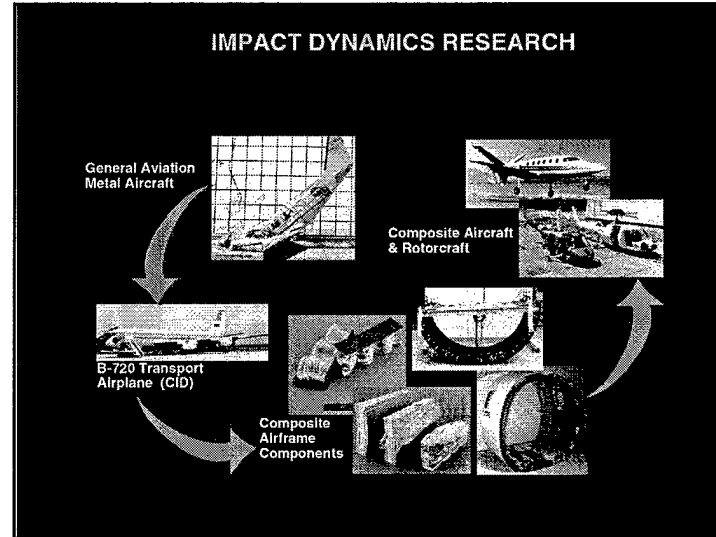 IMPACT DYNAMICS RESEARCH
General Aviation
Metal Aircraft
Composite Aircraft
& Rotorcraft
B-720 Transport
Airplane (CID)
Composite
Airframe
Components